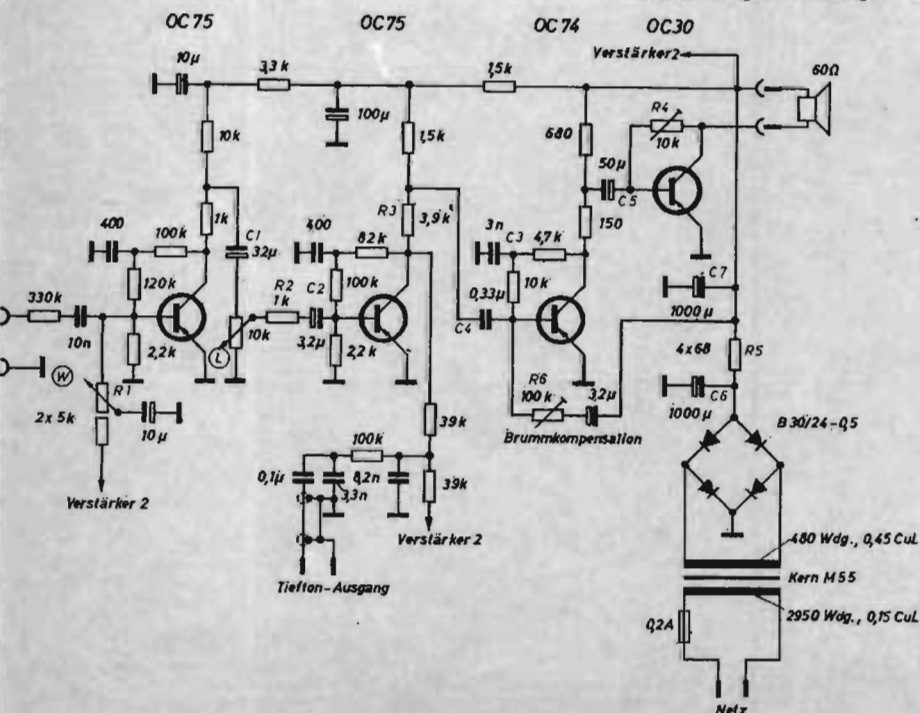 OC75
OC75
OC74
OC30
Verstärker2
10µ
3,3k
1,5k
60Ω
100µ
R4
10k
10k
1,5k
680
50µ
C5
400
100k
1k
C1
32µ
400
82k
R3
3,9k
3n
C3
4,7k
150
120k
100k
10k
C7
1000µ
330k
10n
R2
1k
C2
0,33µ
C4
W
2,2k
L
10k
3,2µ
2,2k
4x68
R5
R1
R6
100k
3,2µ
C6
1000µ
2x 5k
10µ
39k
Brummkompensation
B30/24-0,5
100k
0,1µ
8,2n
3,3n
39k
Verstärker 2
Verstärker 2
Tiefton-Ausgang
480 Wdg., 0,45 CuL
Kern M55
2950 Wdg., 0,15 CuL
0,2A
Netz